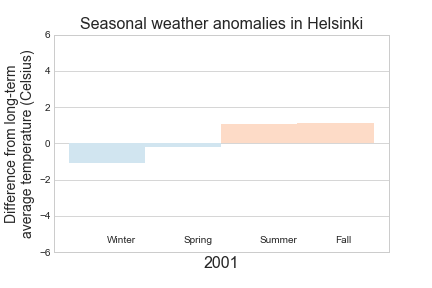 Seasonal weather anomalies in Helsinki
Difference from long-term
average temperature (Celsius)
6
4
2
0
−2
−4
−6
Winter Spring Summer Fall
2001